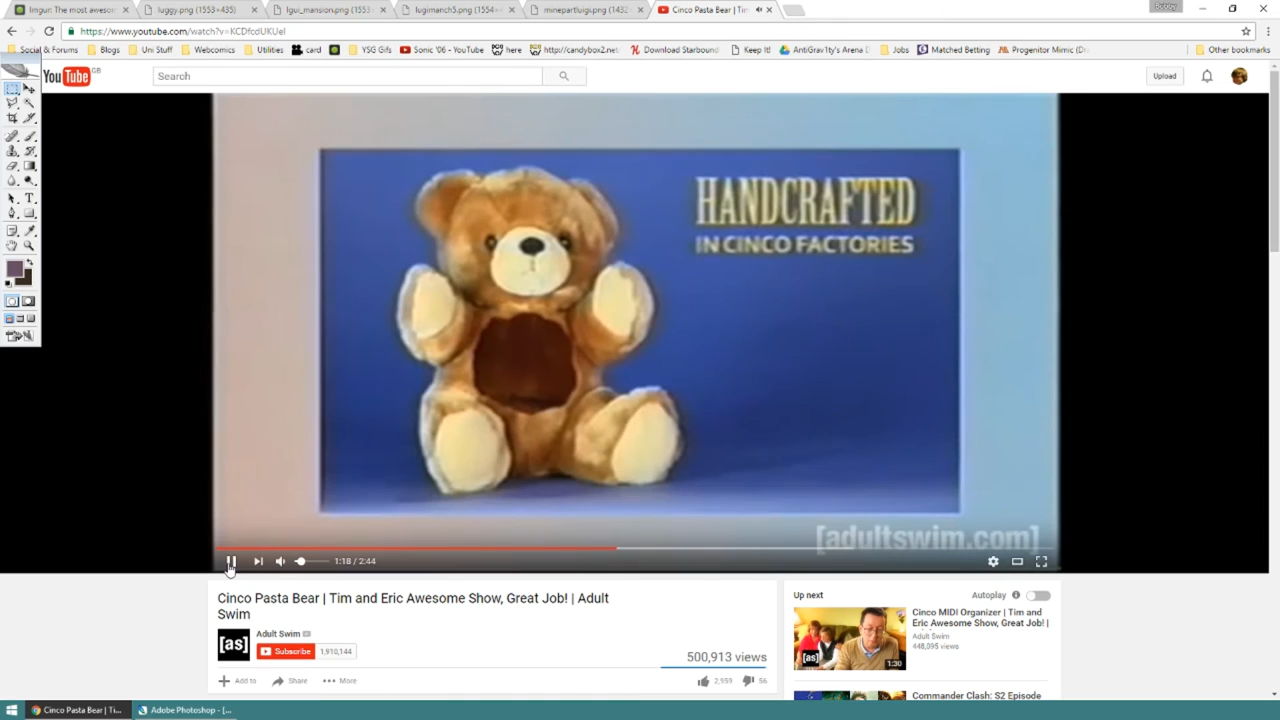 Bobby
Imgur: The most awesom
luggy.png (1553×435)
lgui_mansion.png (1553×
lugimanch5.png (1554×
minepartluigi.png (1432
Cinco Pasta Bear | Tim
https://www.youtube.com/watch?v=KCDfcdUKUeI
Social & Forums
Blogs
Uni Stuff
Webcomics
Utilities
card
YSG Gifs
Sonic '06 - YouTube
here
http://candybox2.net
Download Starbound
Keep It!
AntiGrav1ty's Arena D
Jobs
Matched Betting
Progenitor Mimic (Dr
Other bookmarks
YouTube GB
Search
Upload
HANDCRAFTED
IN CINCO FACTORIES
[adultswim.com]
1:18 / 2:44
Cinco Pasta Bear | Tim and Eric Awesome Show, Great Job! | Adult
Swim
[as]
Adult Swim
Subscribe 1,910,144
500,913 views
Add to
Share
More
2,959
56
Up next
Autoplay
[as]
1:30
Cinco MIDI Organizer | Tim and
Eric Awesome Show, Great Job! |
Adult Swim
448,095 views
Commander Clash: S2 Episode
Cinco Pasta Bear | Ti...
Adobe Photoshop - [...